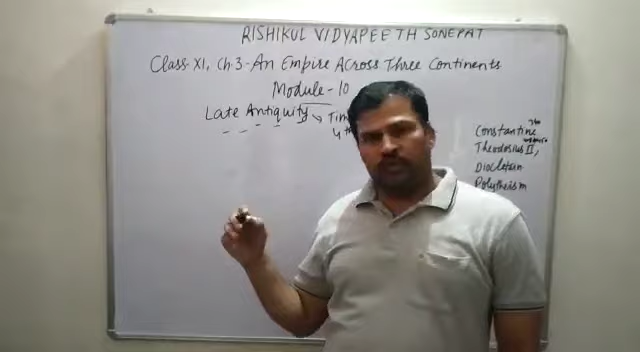 RISHIKUL VIDYAPEETH SONEPAT
Class-XI, Ch.3-An Empire Across Three Continents
Module-10
Late Antiquity → Tim
4th
Constantine
Theodosius II,
Polytheism